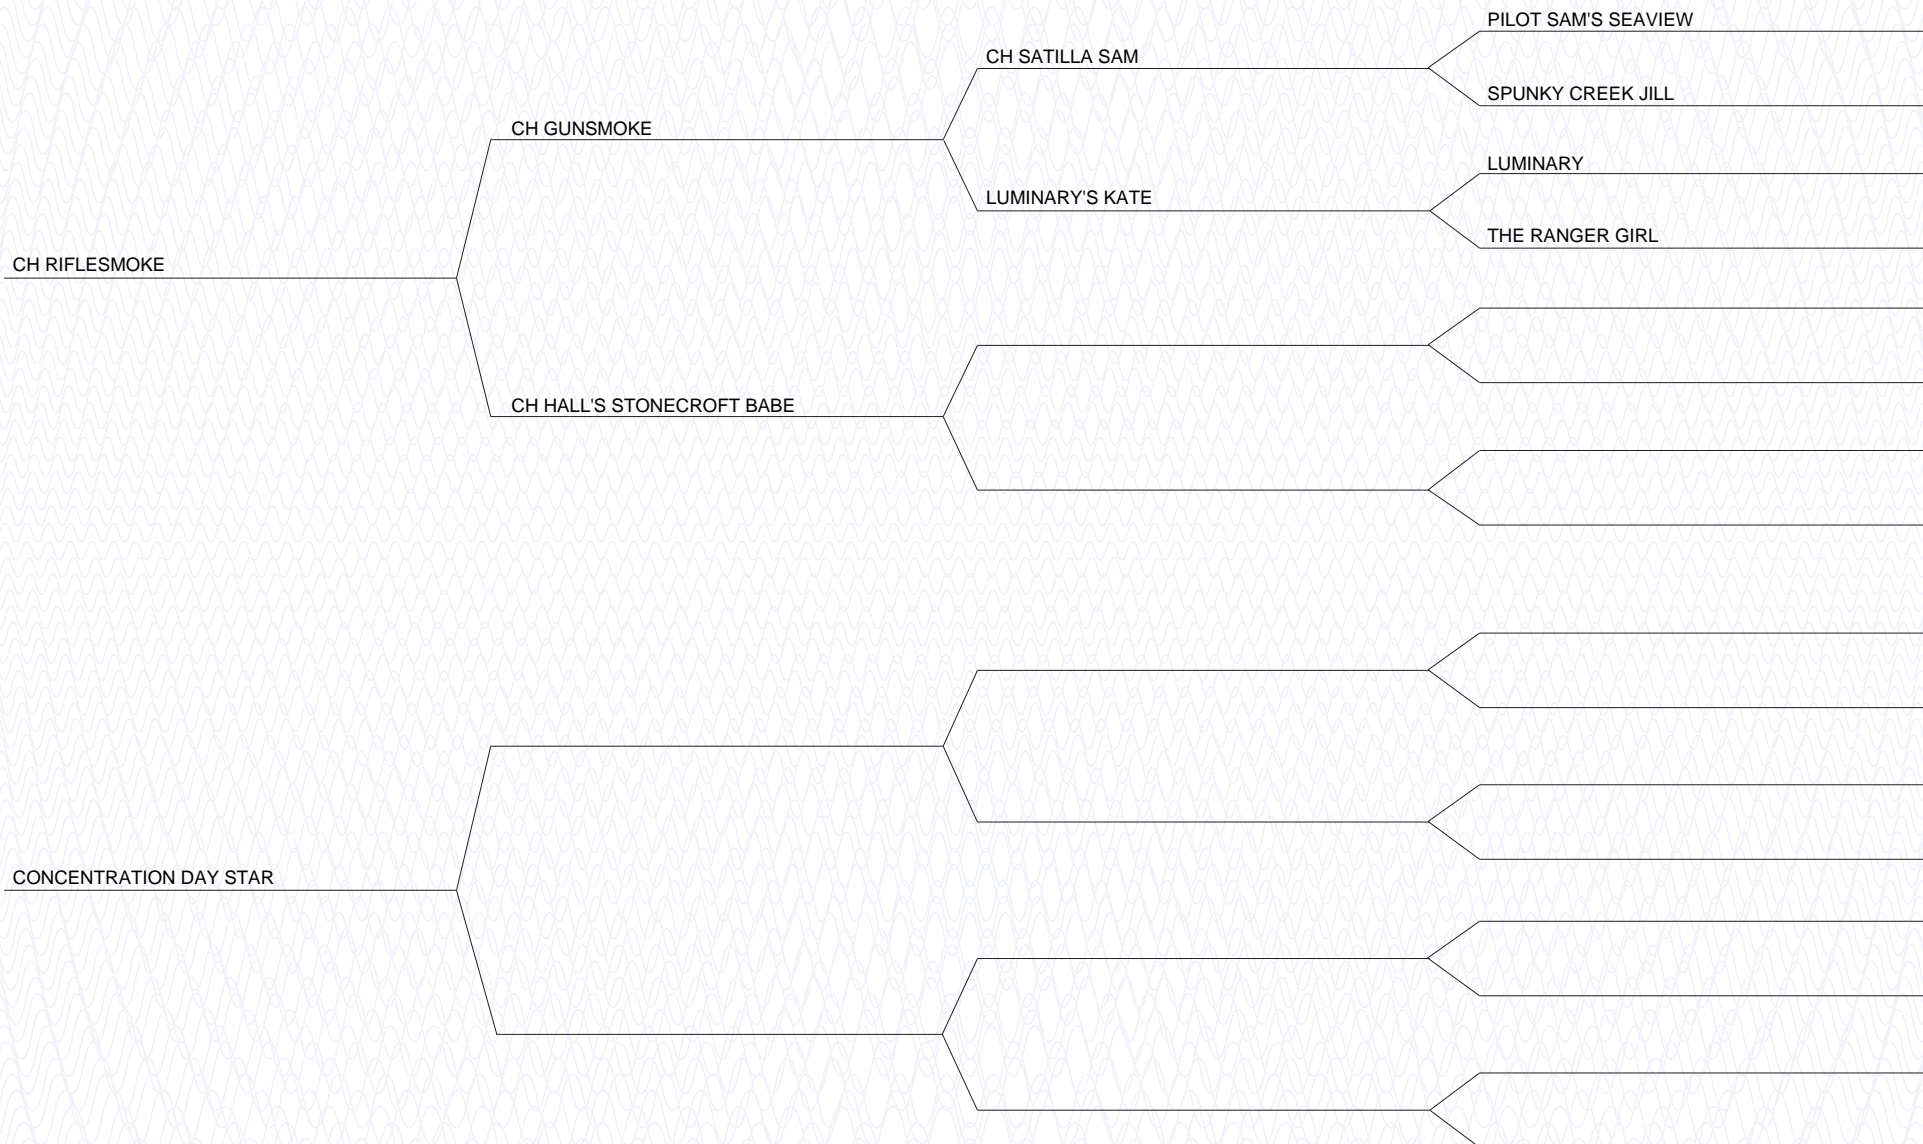 PILOT SAM'S SEAVIEW
CH SATILLA SAM
SPUNKY CREEK JILL
CH GUNSMOKE
LUMINARY
LUMINARY'S KATE
THE RANGER GIRL
CH RIFLESMOKE
CH HALL'S STONECROFT BABE
CONCENTRATION DAY STAR